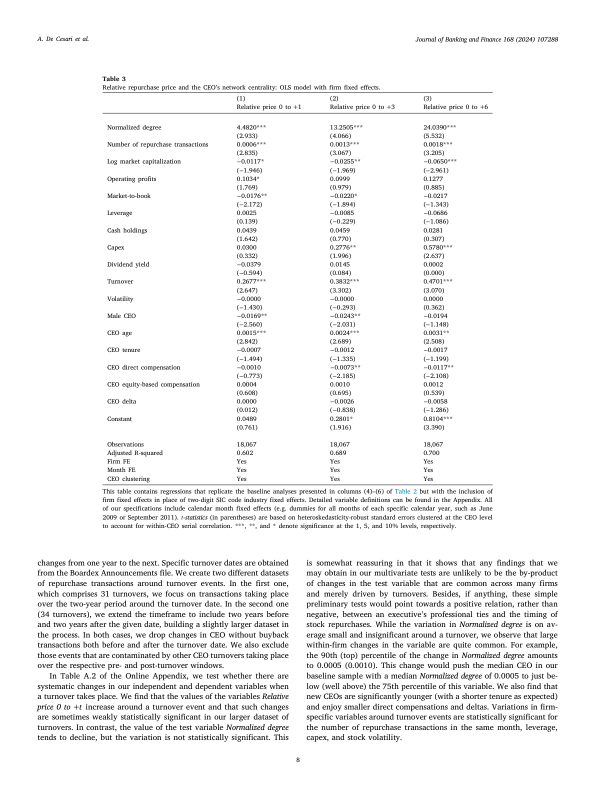 A. De Cesari et al.
Journal of Banking and Finance 168 (2024) 107288
Table 3
Relative repurchase price and the CEO's network centrality: OLS model with firm fixed effects.
(1) (2) (3)
Relative price 0 to +1 Relative price 0 to +3 Relative price 0 to +6
Normalized degree 4.4820*** 13.2505*** 24.0390***
(2.933) (4.066) (5.532)
Number of repurchase transactions 0.0006*** 0.0013*** 0.0018***
(2.835) (3.067) (3.205)
Log market capitalization −0.0117* −0.0255** −0.0650***
(−1.946) (−1.969) (−2.961)
Operating profits 0.1034* 0.0999 0.1277
(1.769) (0.979) (0.885)
Market-to-book −0.0176** −0.0220* −0.0217
(−2.172) (−1.894) (−1.343)
Leverage 0.0025 −0.0085 −0.0686
(0.139) (−0.229) (−1.086)
Cash holdings 0.0439 0.0459 0.0281
(1.642) (0.770) (0.307)
Capex 0.0300 0.2776** 0.5780***
(0.332) (1.996) (2.637)
Dividend yield −0.0379 0.0145 0.0002
(−0.594) (0.084) (0.000)
Turnover 0.2677*** 0.3832*** 0.4701***
(2.647) (3.302) (3.070)
Volatility −0.0000 −0.0000 0.0000
(−1.430) (−0.293) (0.362)
Male CEO −0.0169** −0.0243** −0.0194
(−2.560) (−2.031) (−1.148)
CEO age 0.0015*** 0.0024*** 0.0031**
(2.842) (2.689) (2.508)
CEO tenure −0.0007 −0.0012 −0.0017
(−1.494) (−1.335) (−1.199)
CEO direct compensation −0.0010 −0.0073** −0.0117**
(−0.773) (−2.185) (−2.108)
CEO equity-based compensation 0.0004 0.0010 0.0012
(0.608) (0.695) (0.539)
CEO delta 0.0000 −0.0026 −0.0058
(0.012) (−0.838) (−1.286)
Constant 0.0489 0.2801* 0.8104***
(0.761) (1.916) (3.390)
Observations 18,067 18,067 18,067
Adjusted R-squared 0.602 0.689 0.700
Firm FE Yes Yes Yes
Month FE Yes Yes Yes
CEO clustering Yes Yes Yes
This table contains regressions that replicate the baseline analyses presented in columns (4)–(6) of Table 2 but with the inclusion of
firm fixed effects in place of two-digit SIC code industry fixed effects. Detailed variable definitions can be found in the Appendix. All
of our specifications include calendar month fixed effects (e.g. dummies for all months of each specific calendar year, such as June
2009 or September 2011). t-statistics (in parentheses) are based on heteroskedasticity-robust standard errors clustered at the CEO level
to account for within-CEO serial correlation. ***, **, and * denote significance at the 1, 5, and 10% levels, respectively.
changes from one year to the next. Specific turnover dates are obtained
from the Boardex Announcements file. We create two different datasets
of repurchase transactions around turnover events. In the first one,
which comprises 31 turnovers, we focus on transactions taking place
over the two-year period around the turnover date. In the second one
(34 turnovers), we extend the timeframe to include two years before
and two years after the given date, building a slightly larger dataset in
the process. In both cases, we drop changes in CEO without buyback
transactions both before and after the turnover date. We also exclude
those events that are contaminated by other CEO turnovers taking place
over the respective pre- and post-turnover windows.
In Table A.2 of the Online Appendix, we test whether there are
systematic changes in our independent and dependent variables when
a turnover takes place. We find that the values of the variables Relative
price 0 to +t increase around a turnover event and that such changes
are sometimes weakly statistically significant in our larger dataset of
turnovers. In contrast, the value of the test variable Normalized degree
tends to decline, but the variation is not statistically significant. This
is somewhat reassuring in that it shows that any findings that we
may obtain in our multivariate tests are unlikely to be the by-product
of changes in the test variable that are common across many firms
and merely driven by turnovers. Besides, if anything, these simple
preliminary tests would point towards a positive relation, rather than
negative, between an executive's professional ties and the timing of
stock repurchases. While the variation in Normalized degree is on av-
erage small and insignificant around a turnover, we observe that large
within-firm changes in the variable are quite common. For example,
the 90th (top) percentile of the change in Normalized degree amounts
to 0.0005 (0.0010). This change would push the median CEO in our
baseline sample with a median Normalized degree of 0.0005 to just be-
low (well above) the 75th percentile of this variable. We also find that
new CEOs are significantly younger (with a shorter tenure as expected)
and enjoy smaller direct compensations and deltas. Variations in firm-
specific variables around turnover events are statistically significant for
the number of repurchase transactions in the same month, leverage,
capex, and stock volatility.
8